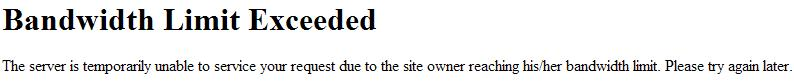 Bandwidth Limit Exceeded
The server is temporarily unable to service your request due to the site owner reaching his/her bandwidth limit. Please try again later.